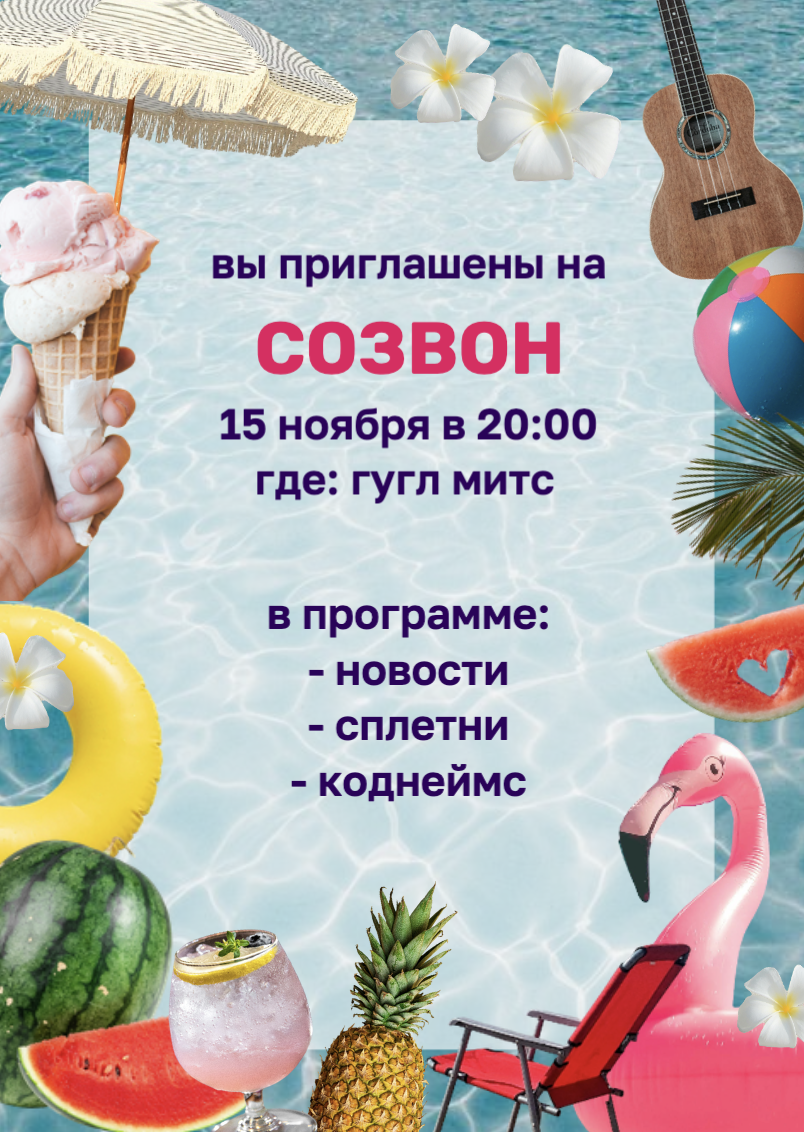 вы приглашены на
СОЗВОН
15 ноября в 20:00
где: гугл митс
в программе:
- новости
- сплетни
- коднеймс